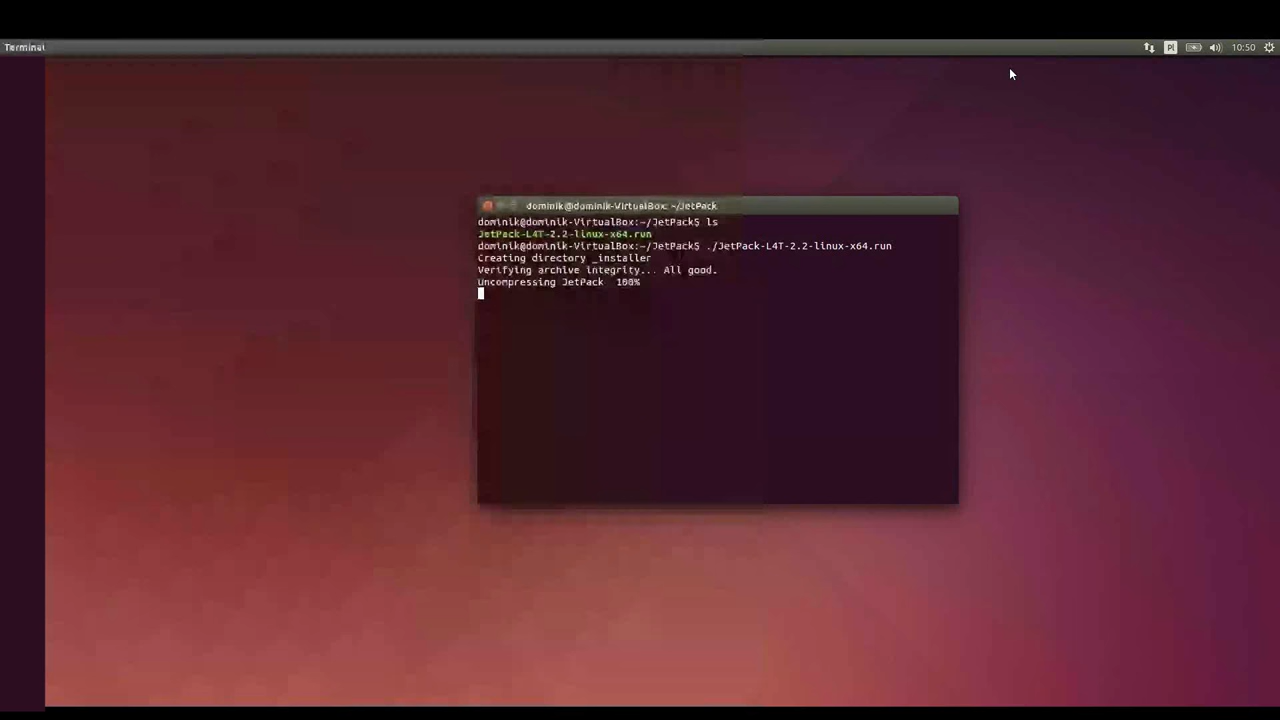 Terminal
Pl
10:50
dominik@dominik-VirtualBox: ~/JetPack
dominik@dominik-VirtualBox:~/JetPack$ ls
JetPack-L4T-2.2-linux-x64.run
dominik@dominik-VirtualBox:~/JetPack$ ./JetPack-L4T-2.2-linux-x64.run
Creating directory _installer
Verifying archive integrity... All good.
Uncompressing JetPack  100%